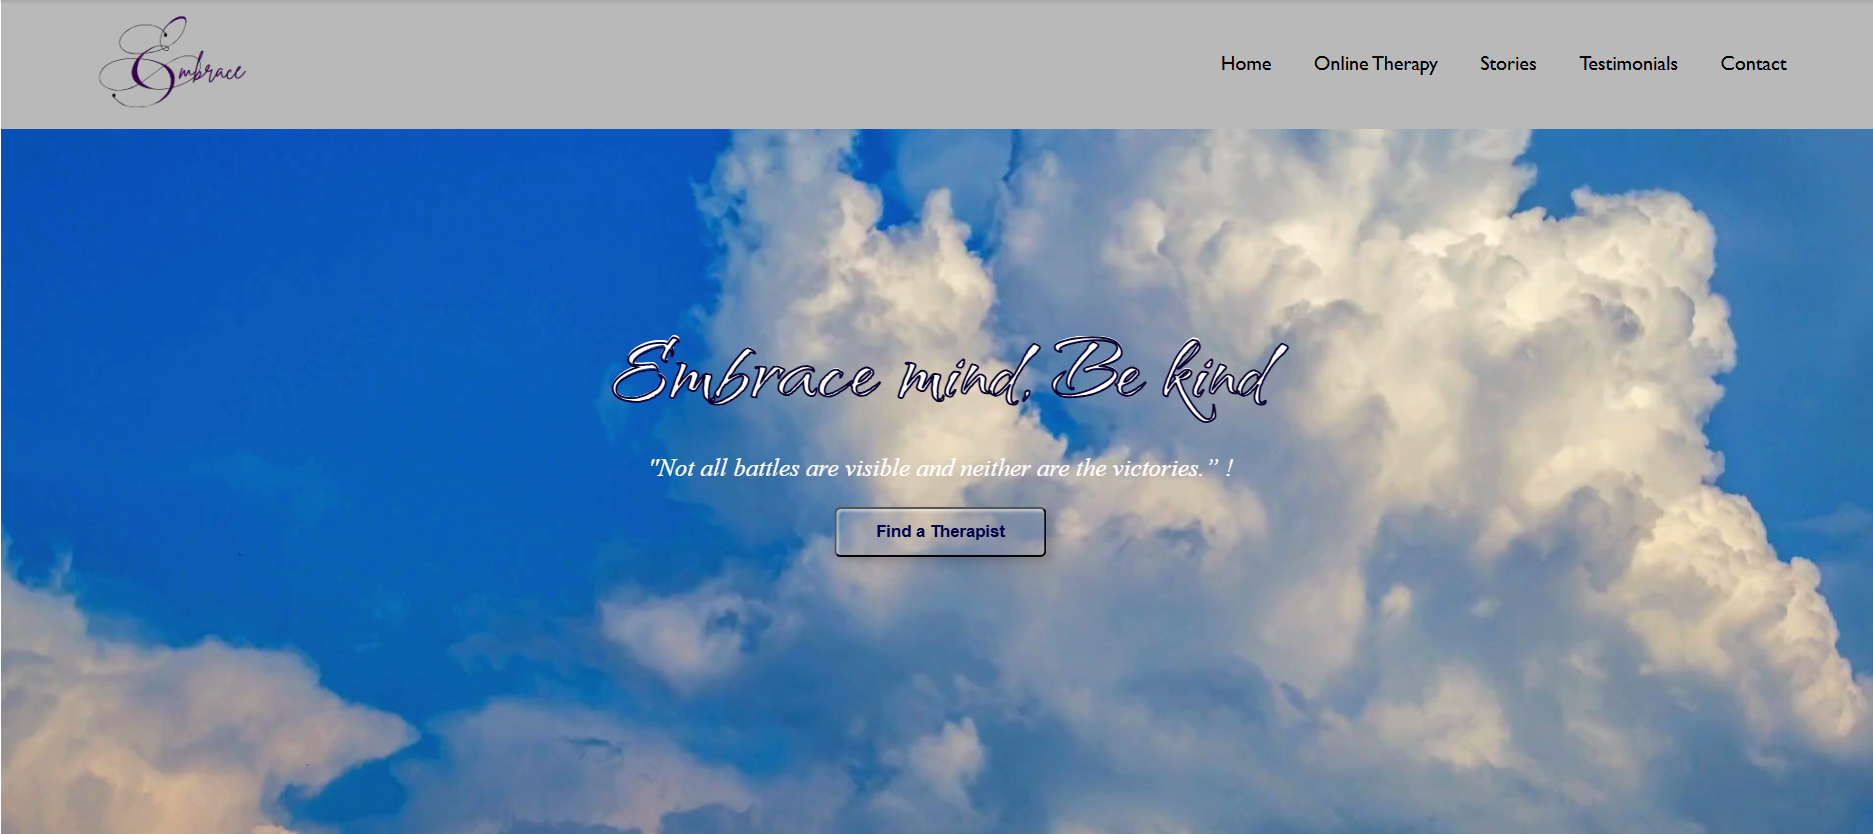 Embrace
Home Online Therapy Stories Testimonials Contact
Embrace mind, Be kind
"Not all battles are visible and neither are the victories.” !
Find a Therapist